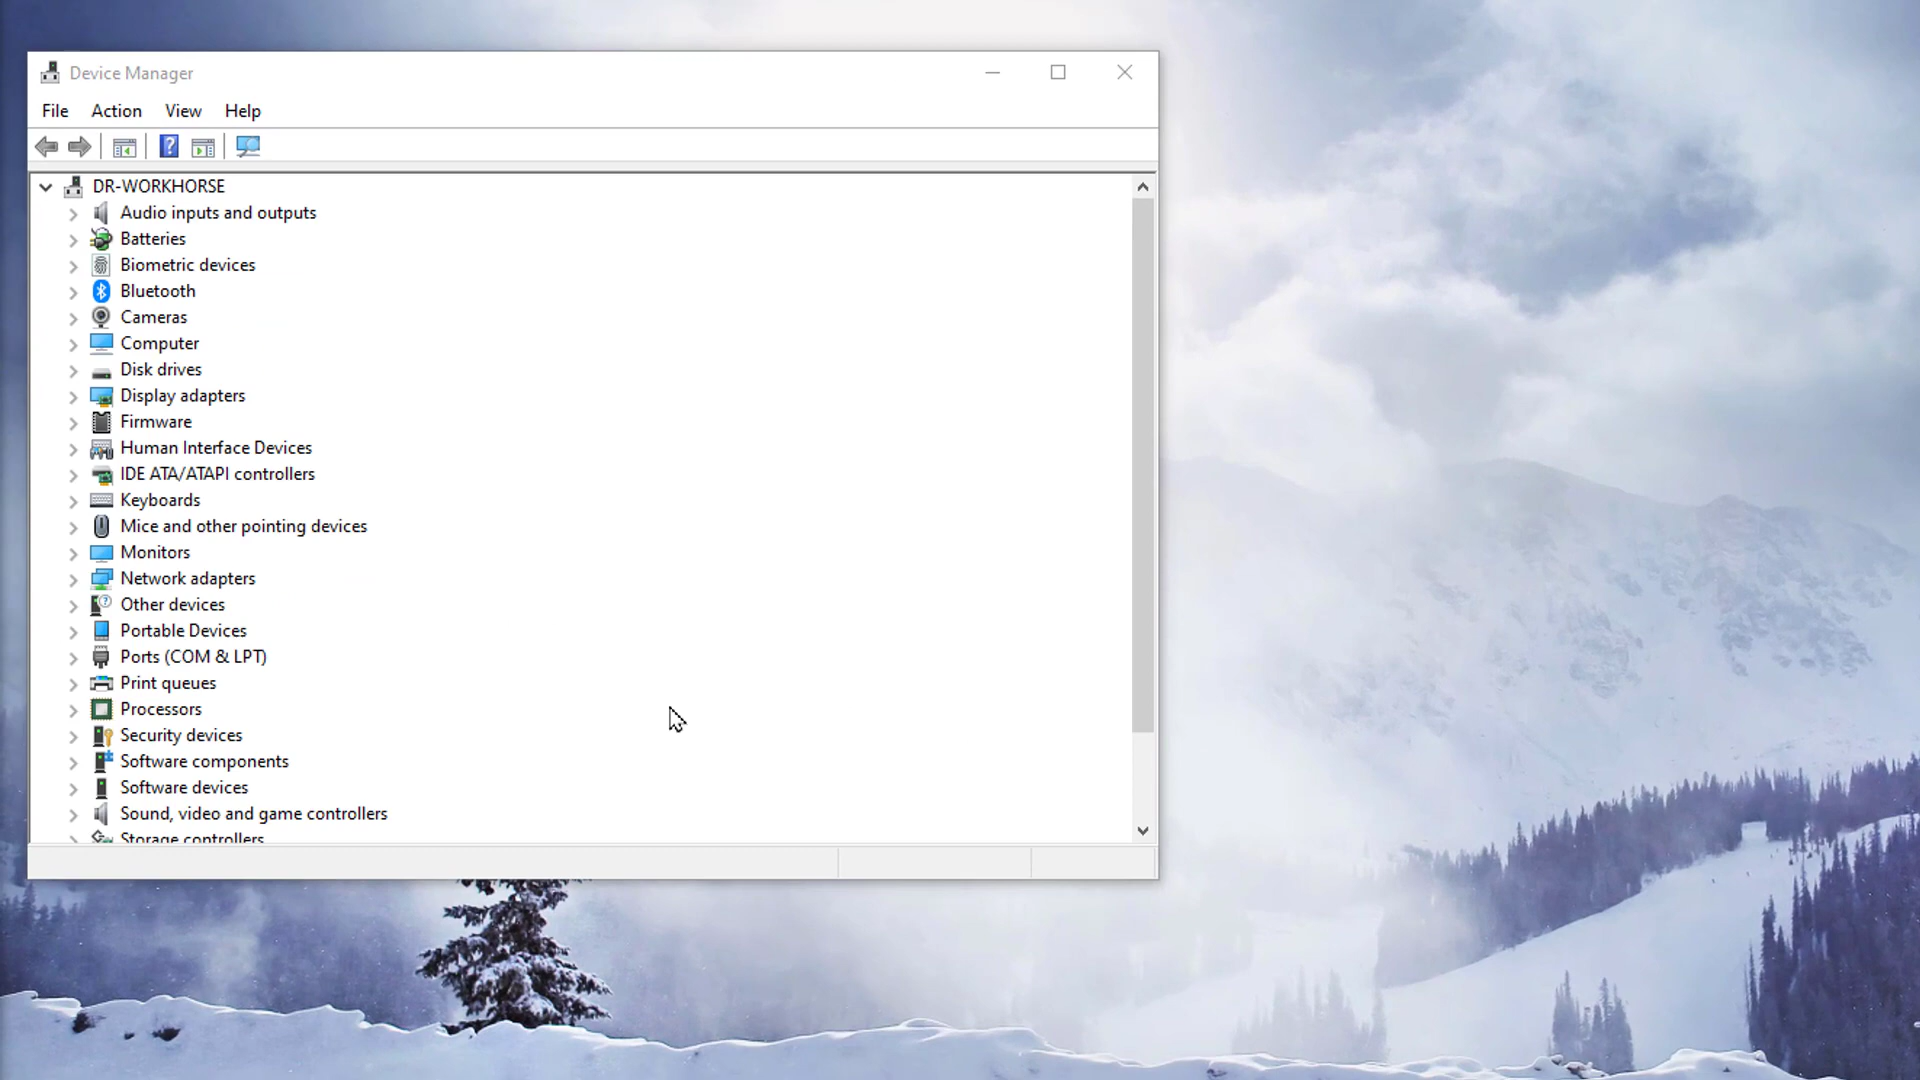 Device Manager
File Action View Help
DR-WORKHORSE
Audio inputs and outputs
Batteries
Biometric devices
Bluetooth
Cameras
Computer
Disk drives
Display adapters
Firmware
Human Interface Devices
IDE ATA/ATAPI controllers
Keyboards
Mice and other pointing devices
Monitors
Network adapters
Other devices
Portable Devices
Ports (COM & LPT)
Print queues
Processors
Security devices
Software components
Software devices
Sound, video and game controllers
Storage controllers